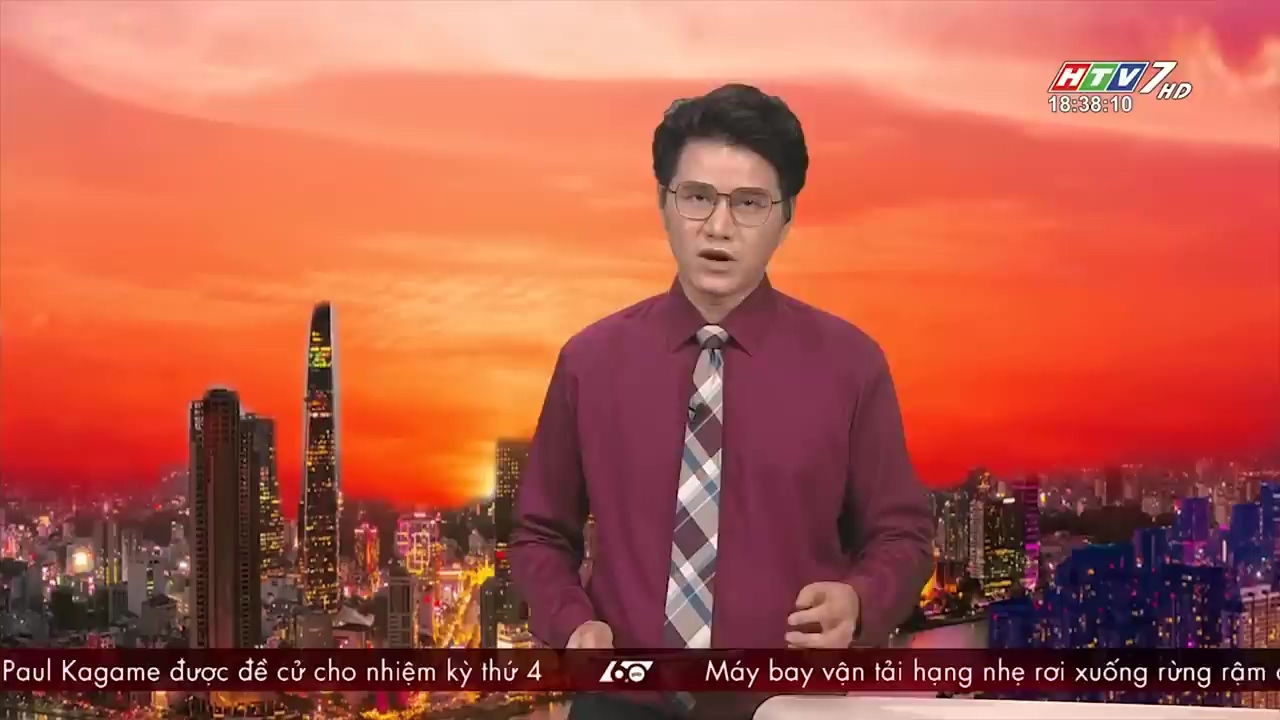 HTV7 HD
18:38:10
Paul Kagame được đề cử cho nhiệm kỳ thứ 4 60 Máy bay vận tải hạng nhẹ rơi xuống rừng rậm